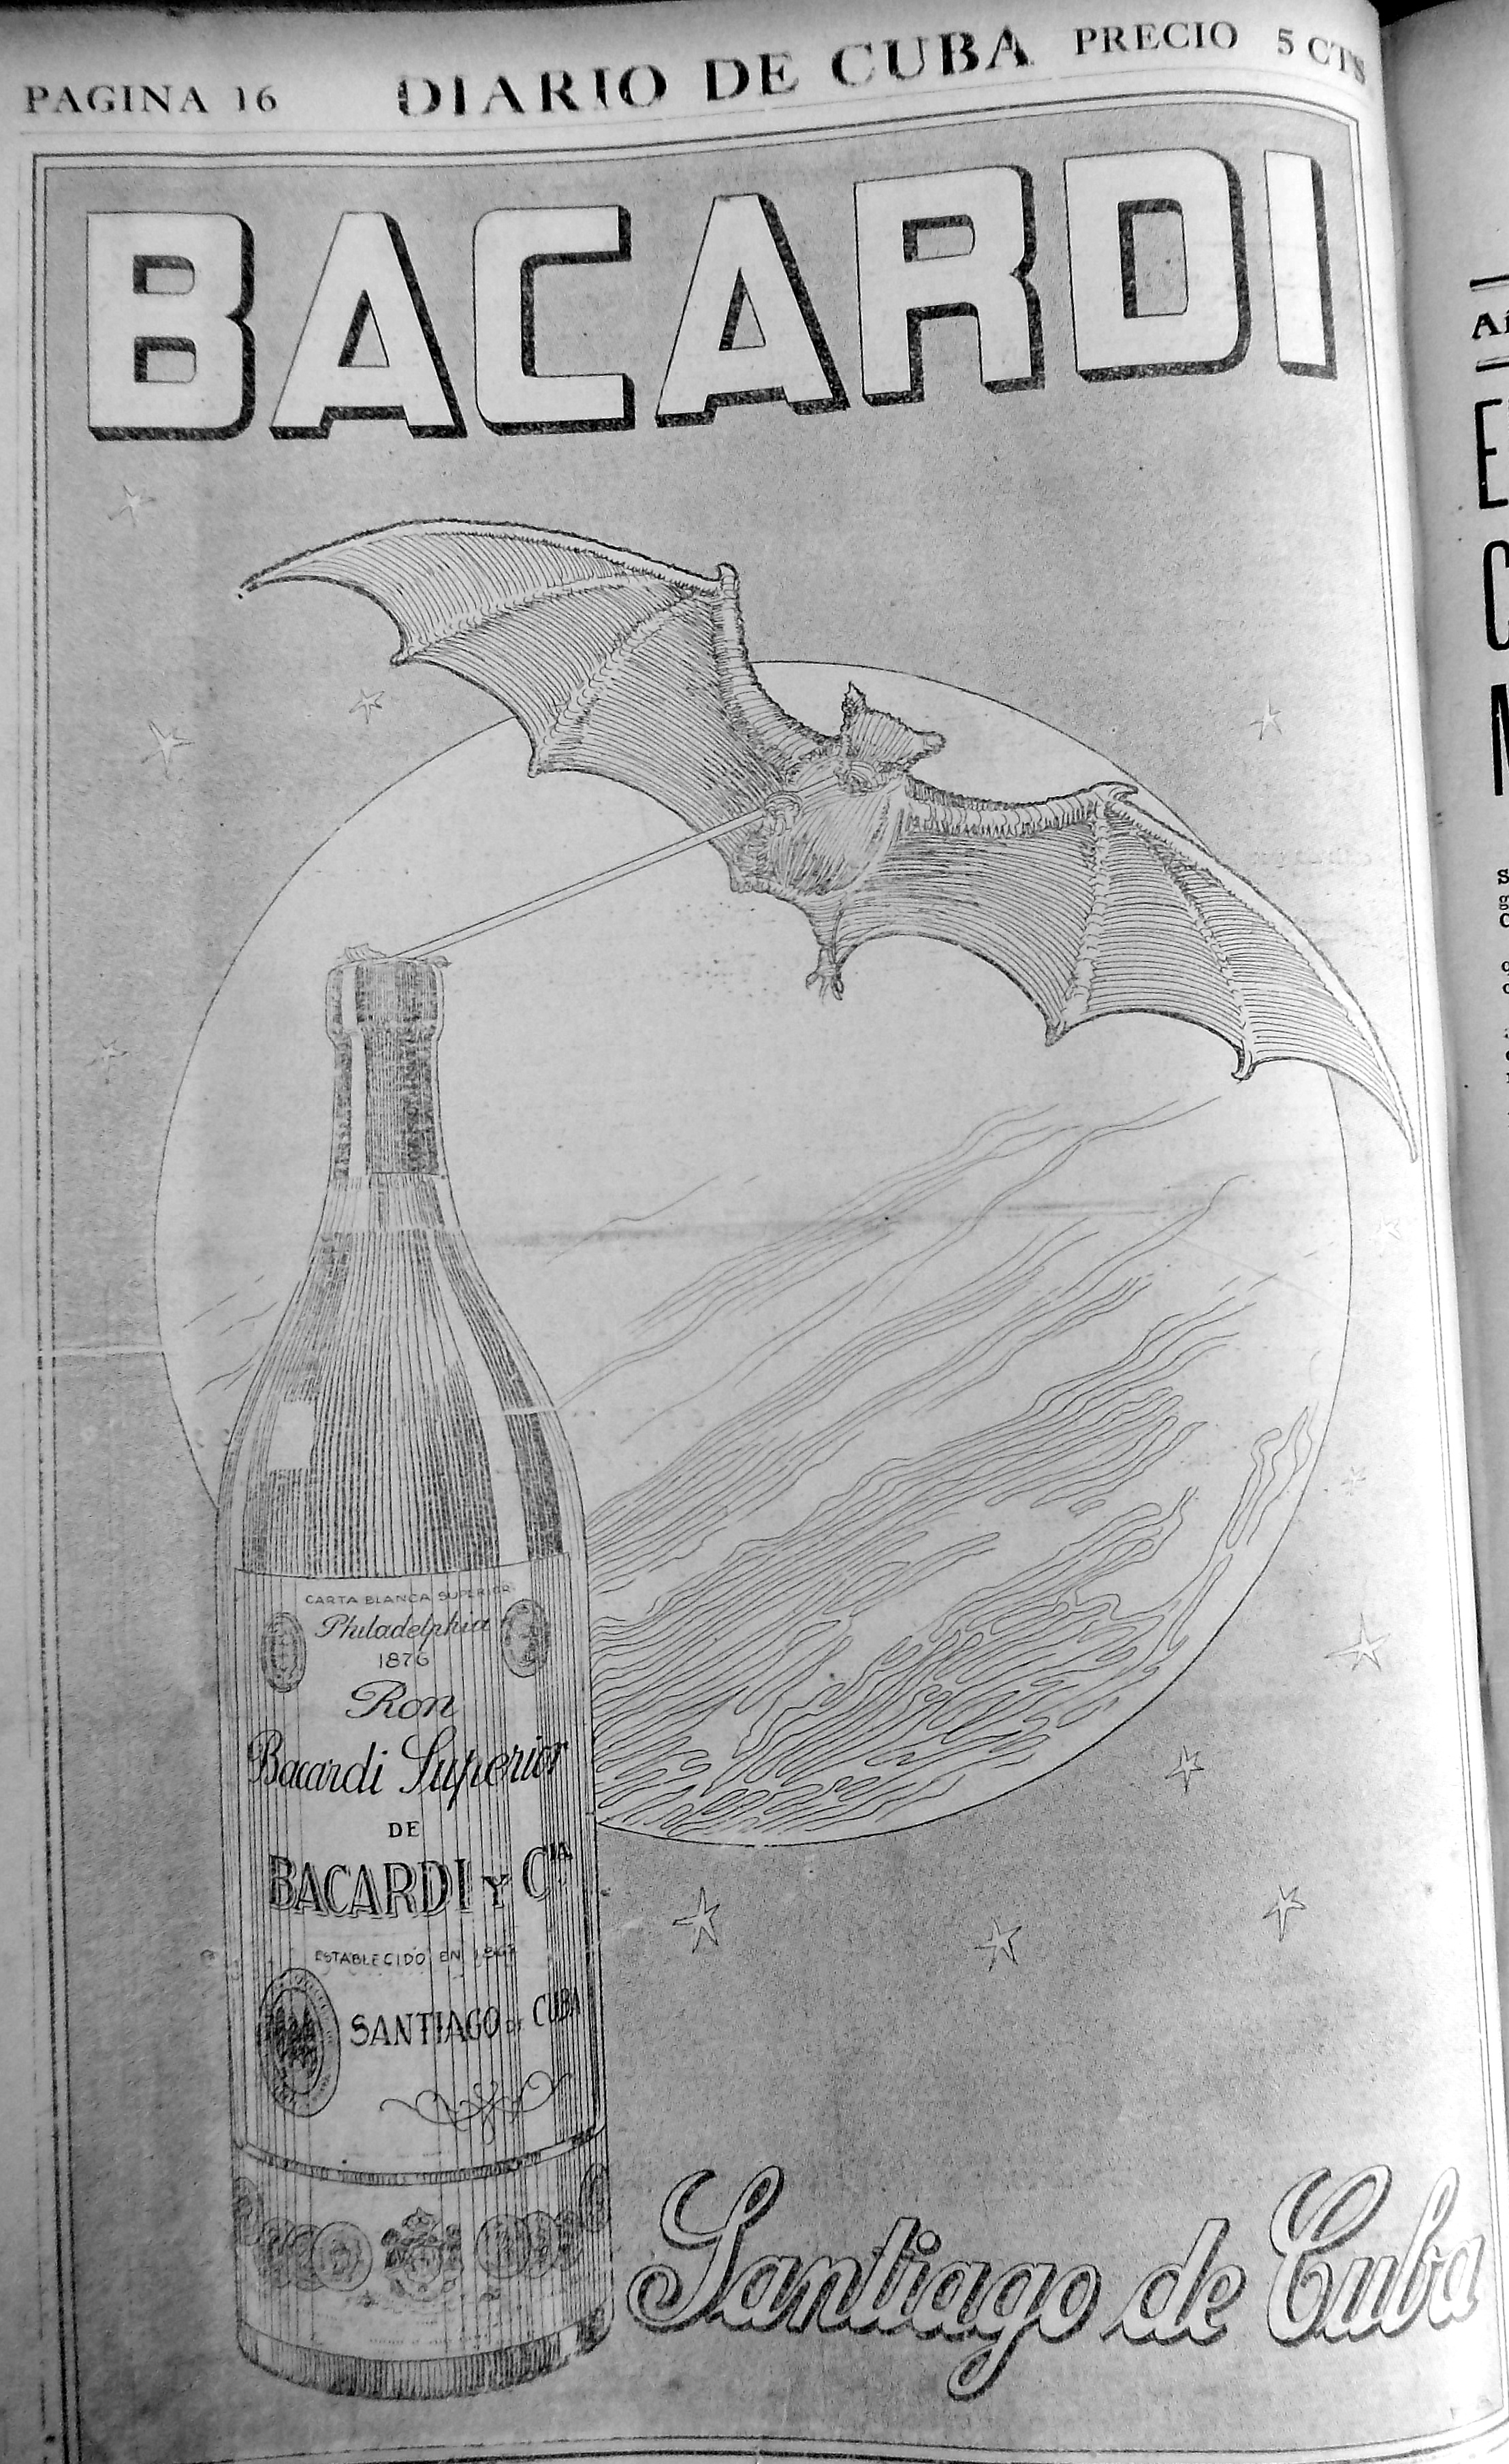 PAGINA 16 DIARIO DE CUBA PRECIO 5 CTS
BACARDI
CARTA BLANCA SUPERIOR
Philadelphia
1876
Ron
Bacardi Superior
DE
BACARDI Y CIA
ESTABLECIDO EN
SANTIAGO DE CUBA
Santiago de Cuba